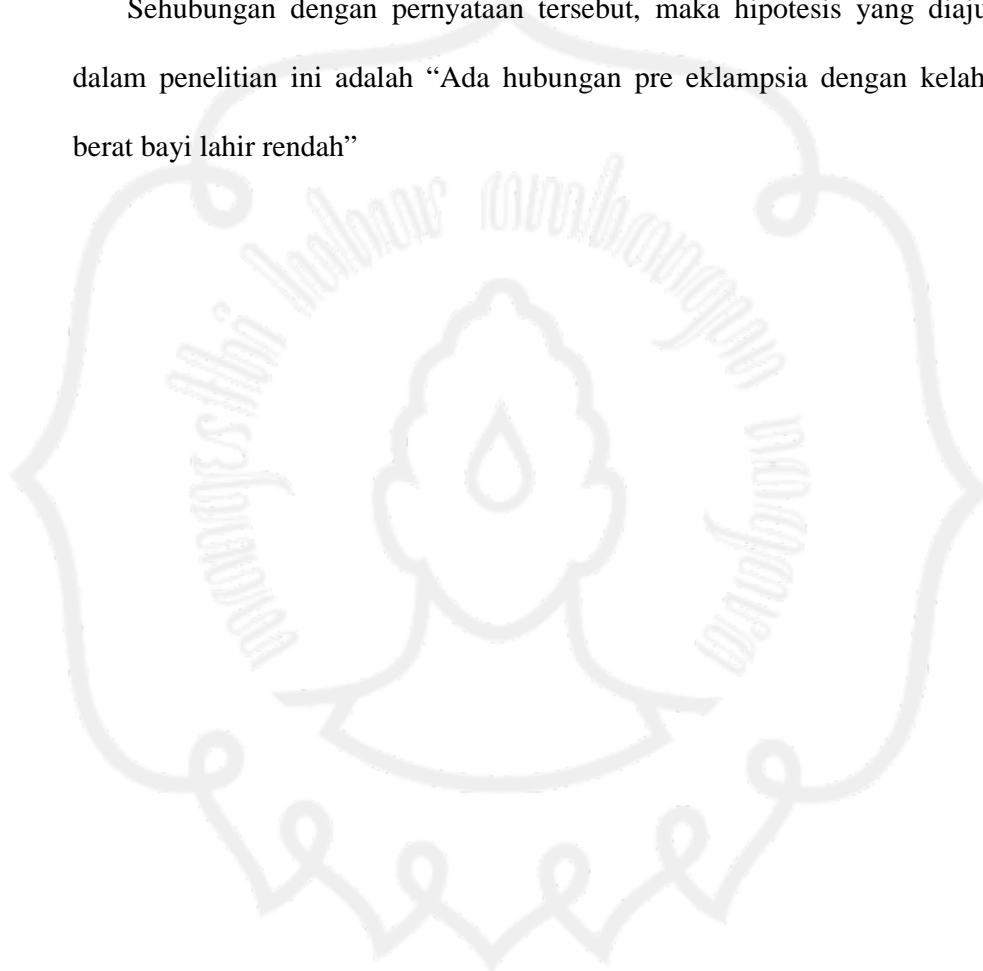 Sehubungan dengan pernyataan tersebut, maka hipotesis yang diaju
dalam penelitian ini adalah “Ada hubungan pre eklampsia dengan kelah
berat bayi lahir rendah”